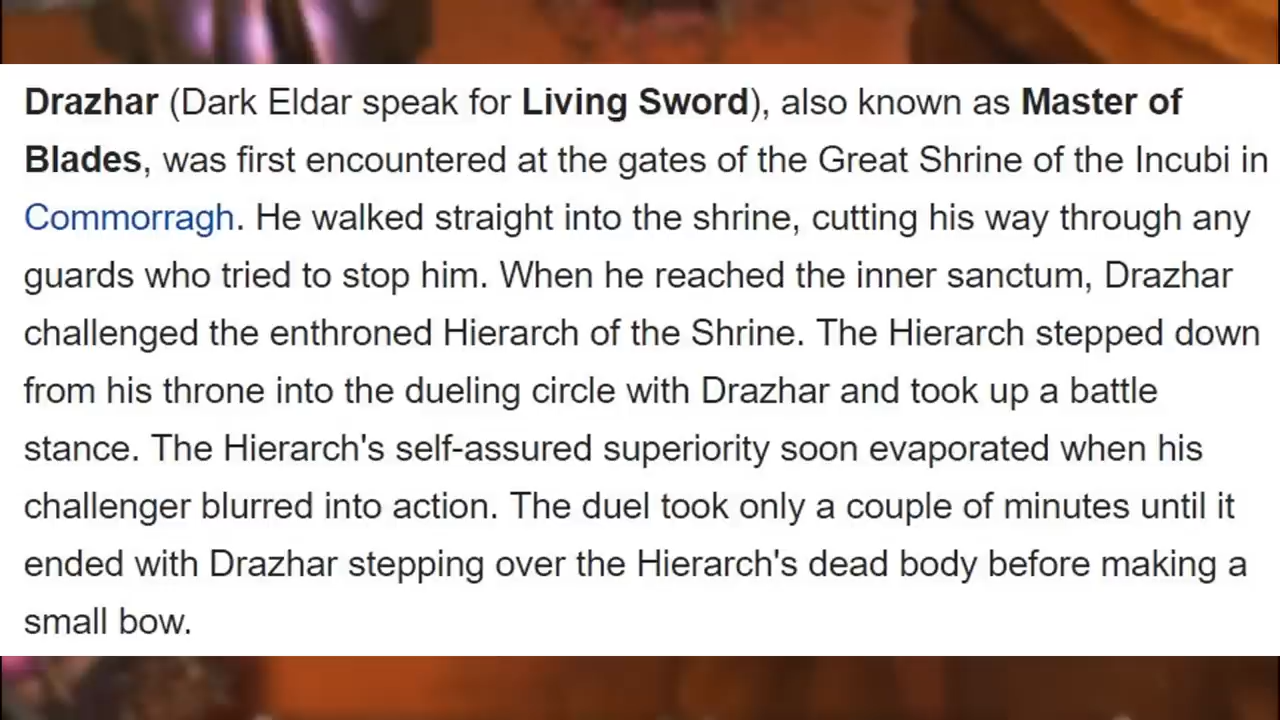 Drazhar (Dark Eldar speak for Living Sword), also known as Master of
Blades, was first encountered at the gates of the Great Shrine of the Incubi in
Commorragh. He walked straight into the shrine, cutting his way through any
guards who tried to stop him. When he reached the inner sanctum, Drazhar
challenged the enthroned Hierarch of the Shrine. The Hierarch stepped down
from his throne into the dueling circle with Drazhar and took up a battle
stance. The Hierarch's self-assured superiority soon evaporated when his
challenger blurred into action. The duel took only a couple of minutes until it
ended with Drazhar stepping over the Hierarch's dead body before making a
small bow.